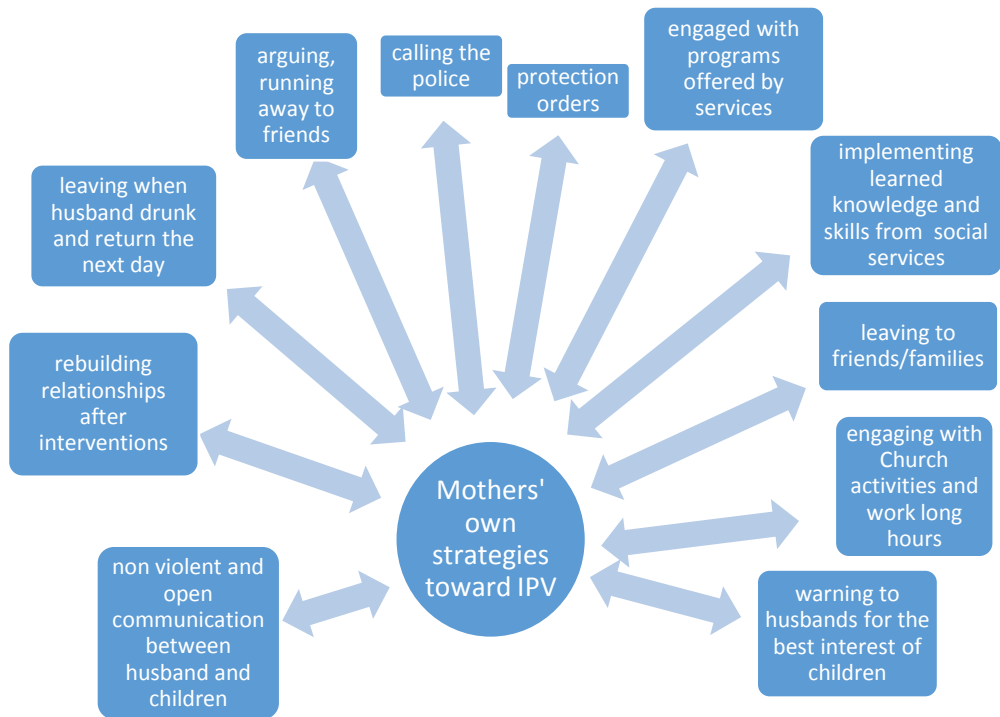 arguing,
running
away to
friends
calling the
police
protection
orders
engaged with
programs
offered by
services
implementing
learned
knowledge and
skills from  social
services
leaving when
husband drunk
and return the
next day
leaving to
friends/families
rebuilding
relationships
after
interventions
engaging with
Church
activities and
work long
hours
Mothers'
own
strategies
toward IPV
non violent and
open
communication
between
husband and
children
warning to
husbands for the
best interest of
children